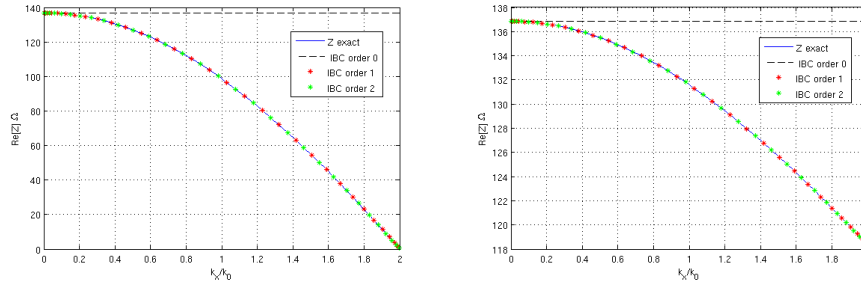 140
120
100
80
60
40
20
0
Re[Z] Ω
0 0.2 0.4 0.6 0.8 1 1.2 1.4 1.6 1.8 2
k_x/k_0
Z exact
IBC order 0
IBC order 1
IBC order 2
138
136
134
132
130
128
126
124
122
120
118
Re[Z] Ω
0 0.2 0.4 0.6 0.8 1 1.2 1.4 1.6 1.8
k_x/k_0
Z exact
IBC order 0
IBC order 1
IBC order 2